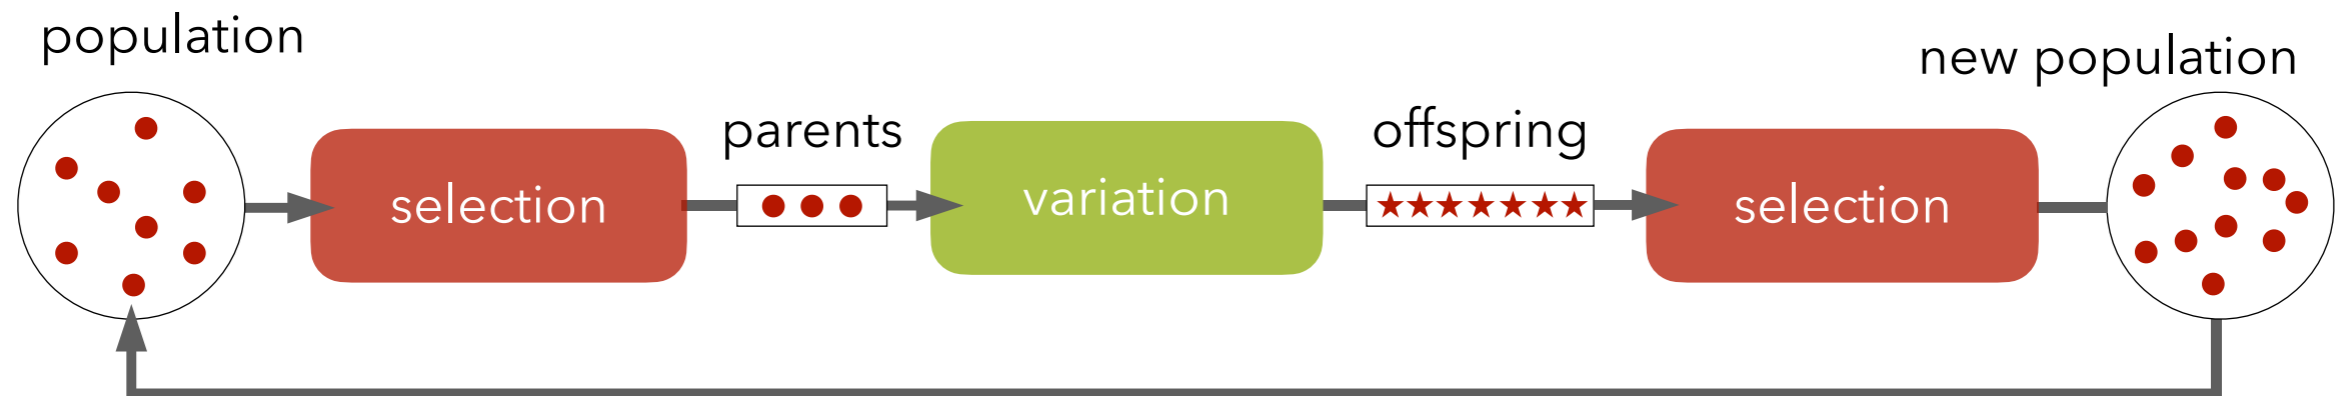 population
selection
parents
variation
offspring
selection
new population